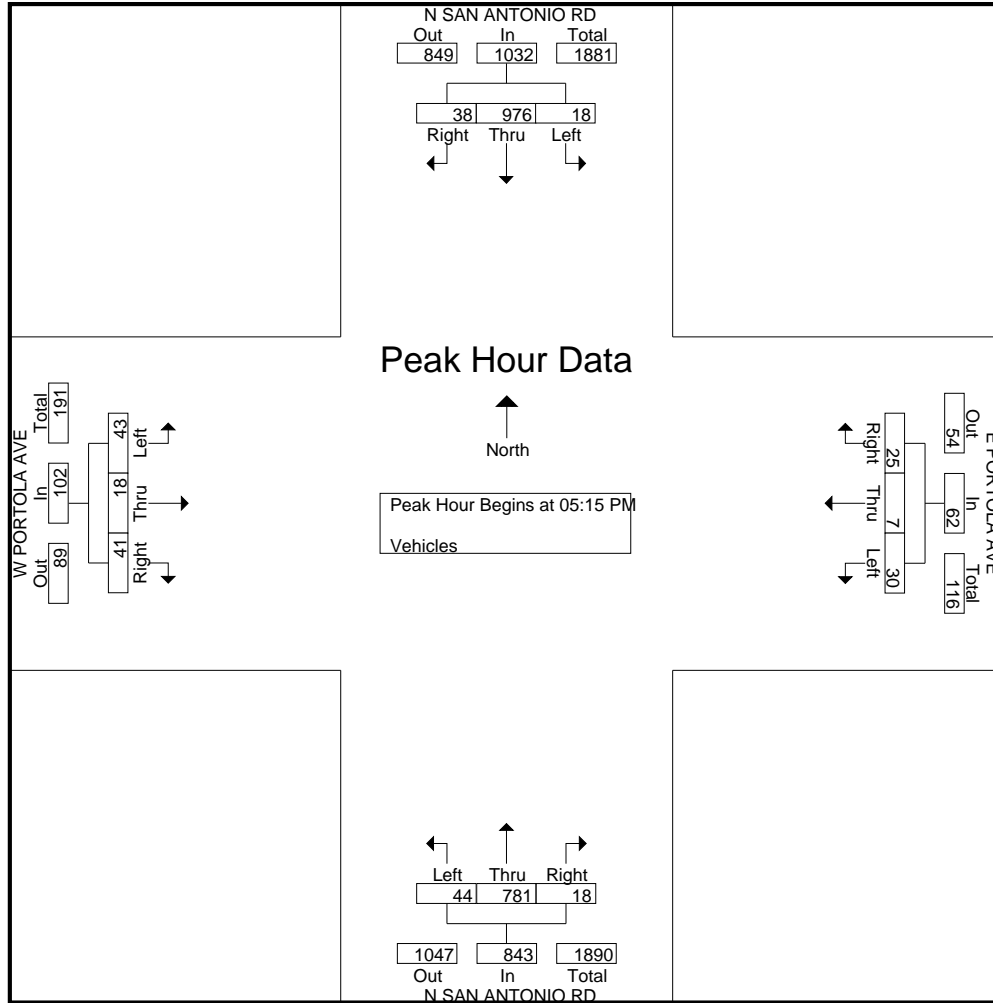 N SAN ANTONIO RD
Out In Total
849 1032 1881
38 976 18
Right Thru Left
Peak Hour Data
North
Peak Hour Begins at 05:15 PM
Vehicles
W PORTOLA AVE
Out In Total
89 102 191
43 18 41
Left Thru Right
E PORTOLA AVE
Out In Total
54 62 116
25 7 30
Right Thru Left
Left Thru Right
44 781 18
1047 843 1890
Out In Total
N SAN ANTONIO RD